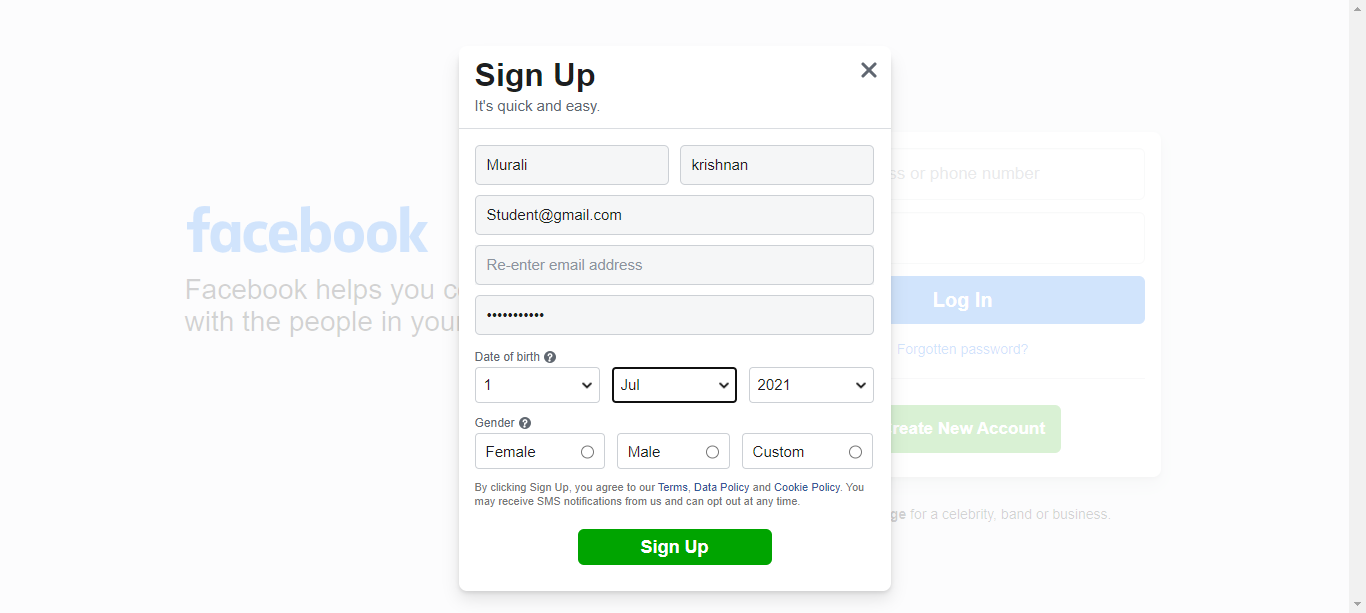 Sign Up
It's quick and easy.
Murali krishnan
Student@gmail.com
Re-enter email address
•••••••••••
Date of birth ?
1 Jul 2021
Gender ?
Female Male Custom
By clicking Sign Up, you agree to our Terms, Data Policy and Cookie Policy. You
may receive SMS notifications from us and can opt out at any time.
Sign Up
facebook
Facebook helps you
with the people in
or phone number
Log In
Forgotten password?
New Account
for a celebrity, band or business.